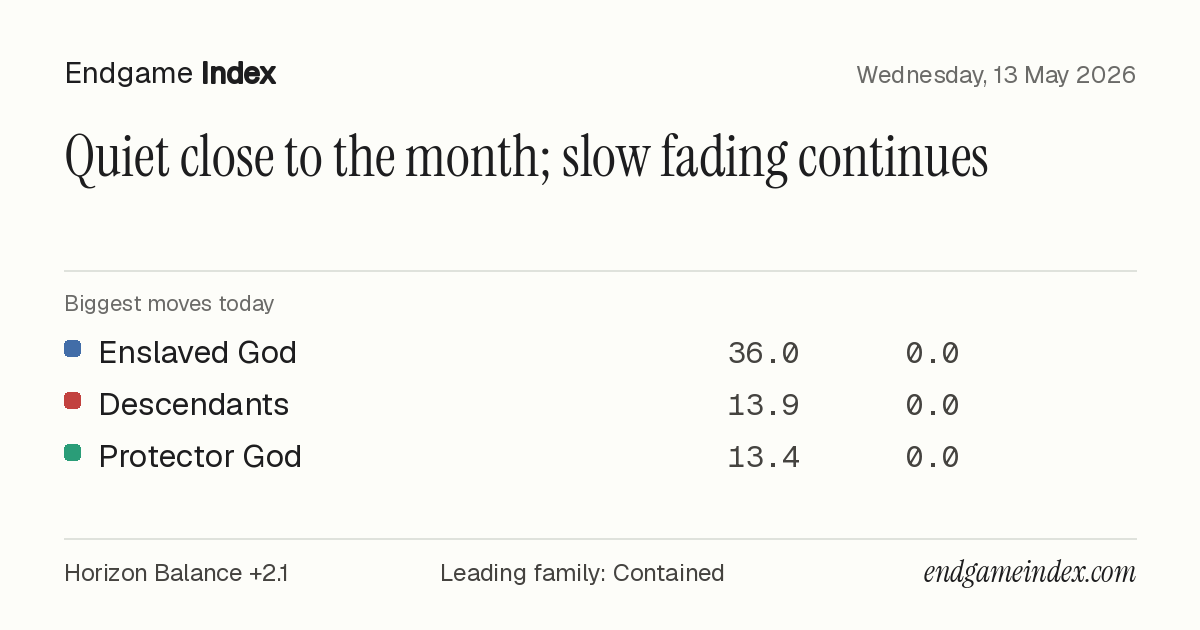 Endgame Index
Wednesday, 13 May 2026
Quiet close to the month; slow fading continues
Biggest moves today
Enslaved God 36.0 0.0
Descendants 13.9 0.0
Protector God 13.4 0.0
Horizon Balance +2.1
Leading family: Contained
endgameindex.com